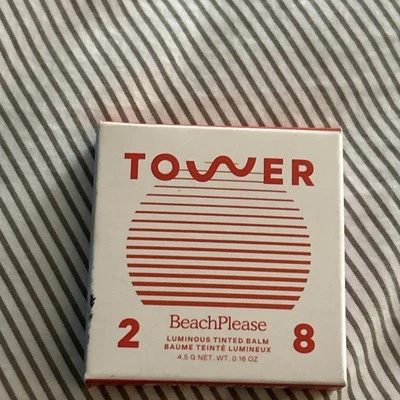 TOWER
2 8
BeachPlease
LUMINOUS TINTED BALM
BAUME TEINTÉ LUMINEUX
4.5 G NET. WT. 0.16 OZ